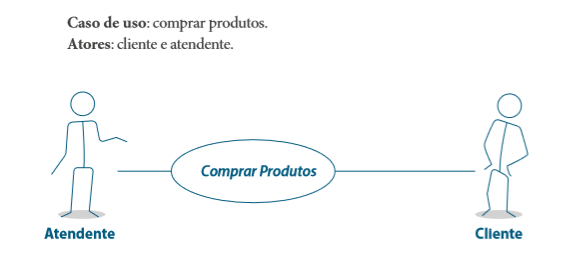 Caso de uso: comprar produtos.
Atores: cliente e atendente.
Comprar Produtos
Atendente
Cliente